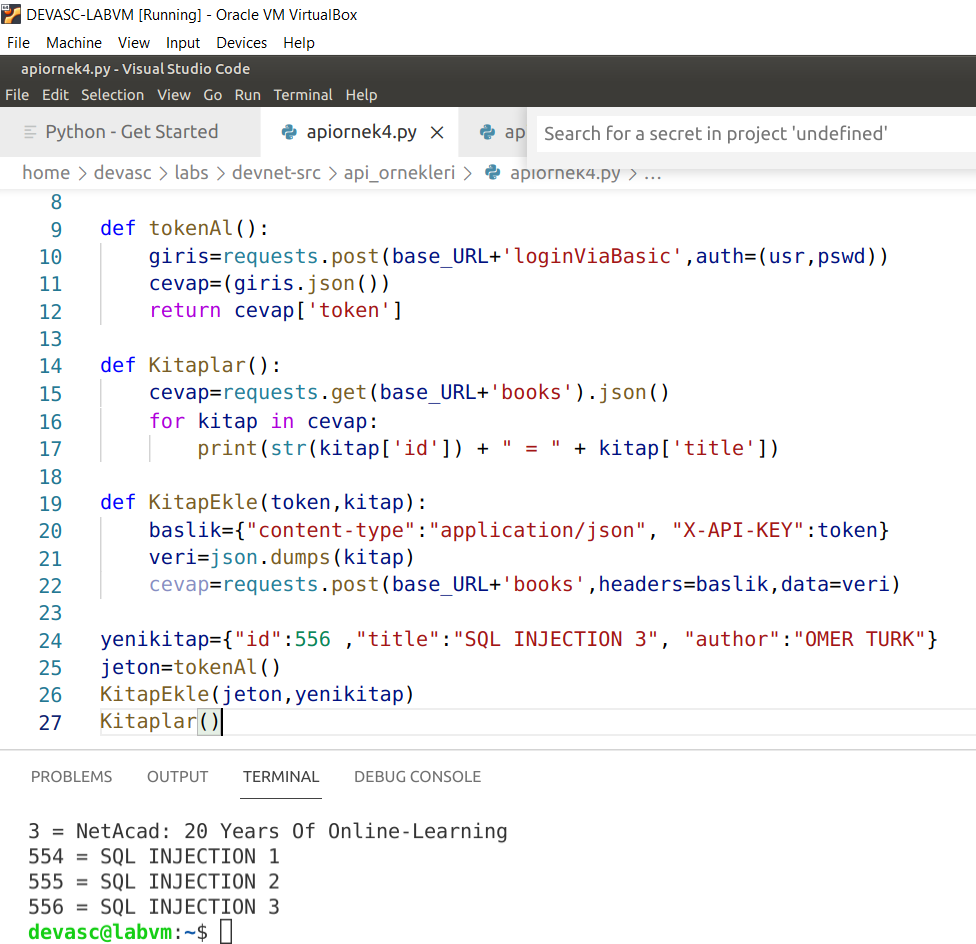 DEVASC-LABVM [Running] - Oracle VM VirtualBox
File Machine View Input Devices Help
apiornek4.py - Visual Studio Code
File Edit Selection View Go Run Terminal Help
Python - Get Started apiornek4.py ap Search for a secret in project 'undefined'
home > devasc > labs > devnet-src > api_ornekleri > apiornek4.py > ...
8
9 def tokenAl():
10 giris=requests.post(base_URL+'loginViaBasic',auth=(usr,pswd))
11 cevap=(giris.json())
12 return cevap['token']
13
14 def Kitaplar():
15 cevap=requests.get(base_URL+'books').json()
16 for kitap in cevap:
17 print(str(kitap['id']) + " = " + kitap['title'])
18
19 def KitapEkle(token,kitap):
20 baslik={"content-type":"application/json", "X-API-KEY":token}
21 veri=json.dumps(kitap)
22 cevap=requests.post(base_URL+'books',headers=baslik,data=veri)
23
24 yenikitap={"id":556 ,"title":"SQL INJECTION 3", "author":"OMER TURK"}
25 jeton=tokenAl()
26 KitapEkle(jeton,yenikitap)
27 Kitaplar()
PROBLEMS OUTPUT TERMINAL DEBUG CONSOLE
3 = NetAcad: 20 Years Of Online-Learning
554 = SQL INJECTION 1
555 = SQL INJECTION 2
556 = SQL INJECTION 3
devasc@labvm:~$